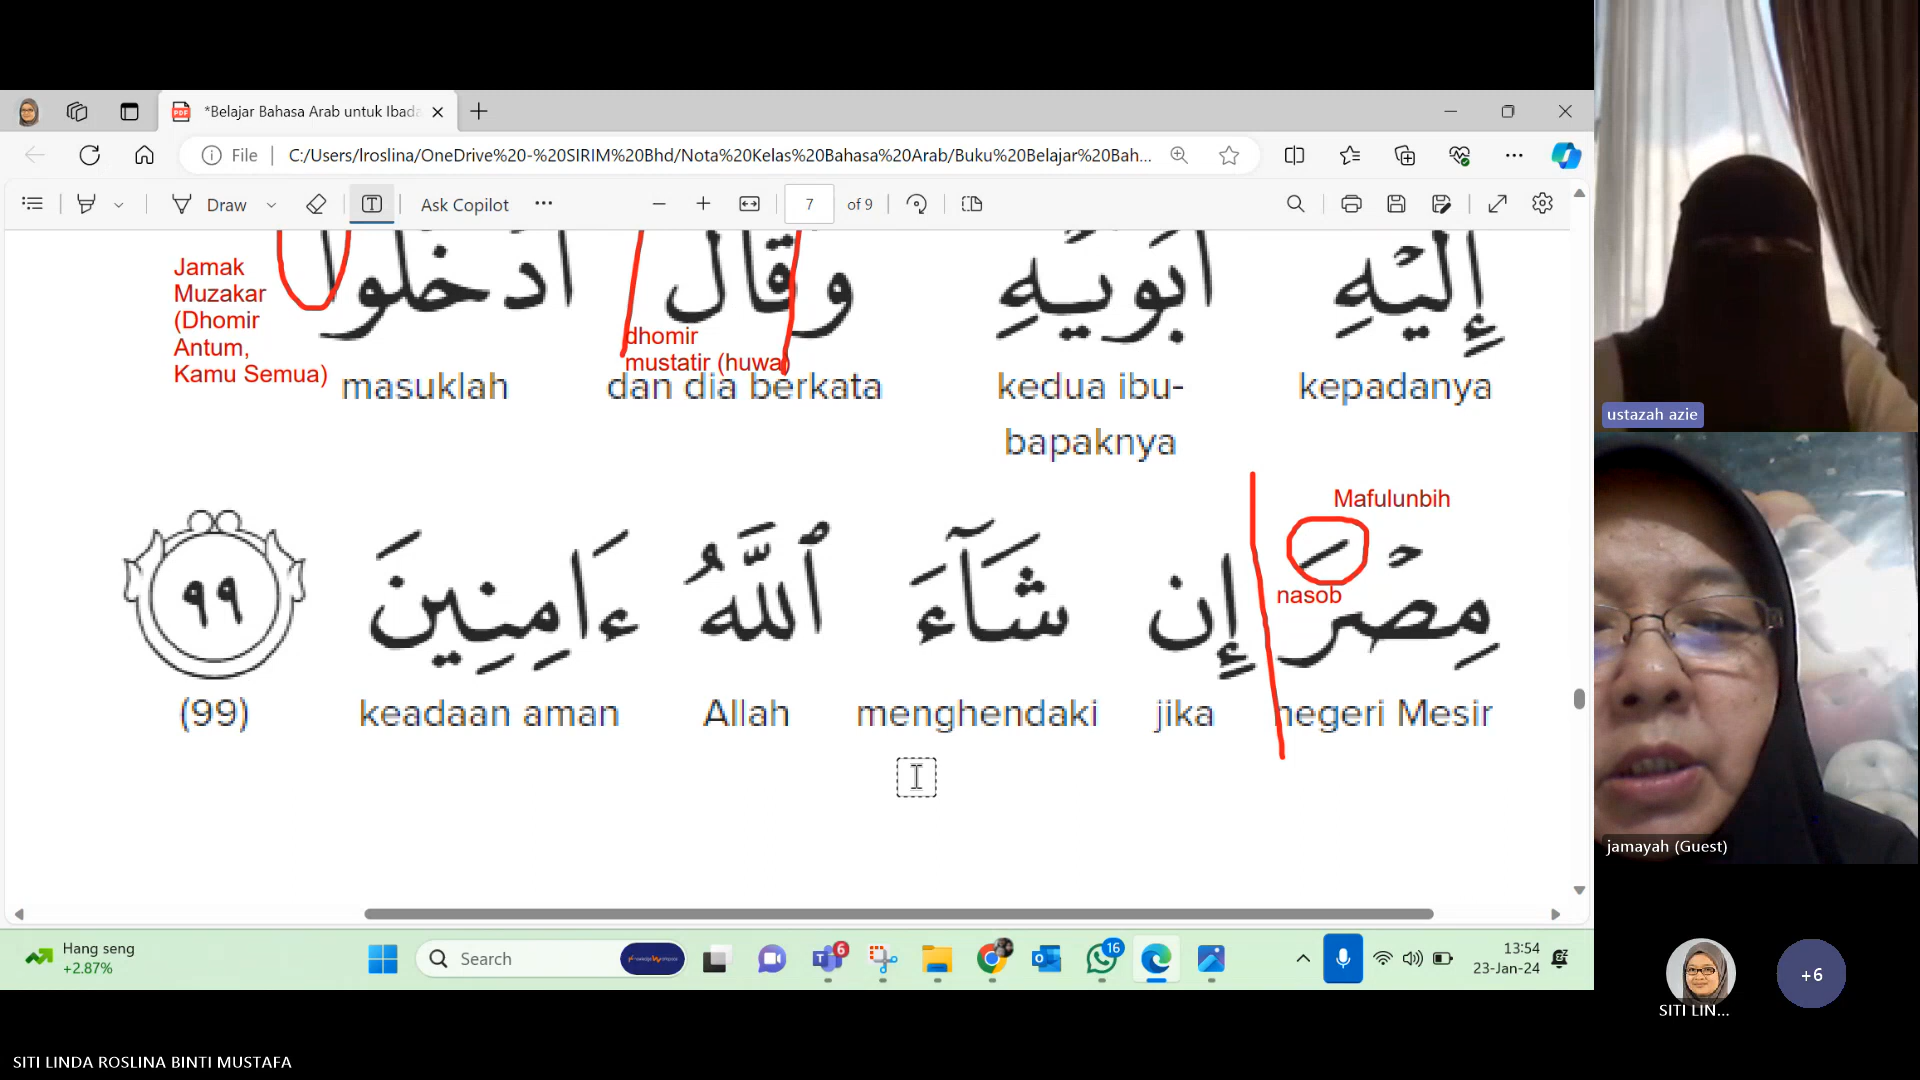 *Belajar Bahasa Arab untuk Ibada
File
C:/Users/lroslina/OneDrive%20-%20SIRIM%20Bhd/Nota%20Kelas%20Bahasa%20Arab/Buku%20Belajar%20Bah...
Draw
Ask Copilot
7
of 9
إِلَيْهِ أَبَوَيْهِ وَقَالَ ٱدْخُلُوا۟
Jamak
Muzakar
(Dhomir
Antum,
Kamu Semua)
dhomir
mustatir (huwa)
kepadanya
kedua ibu-
bapaknya
dan dia berkata
masuklah
Mafulunbih
nasob
مِصْرَ إِن شَآءَ ٱللَّهُ ءَامِنِينَ ٩٩
negeri Mesir
jika
menghendaki
Allah
keadaan aman
(99)
Hang seng
+2.87%
Search
6
16
13:54
23-Jan-24
ustazah azie
jamayah (Guest)
SITI LIN...
+6
SITI LINDA ROSLINA BINTI MUSTAFA